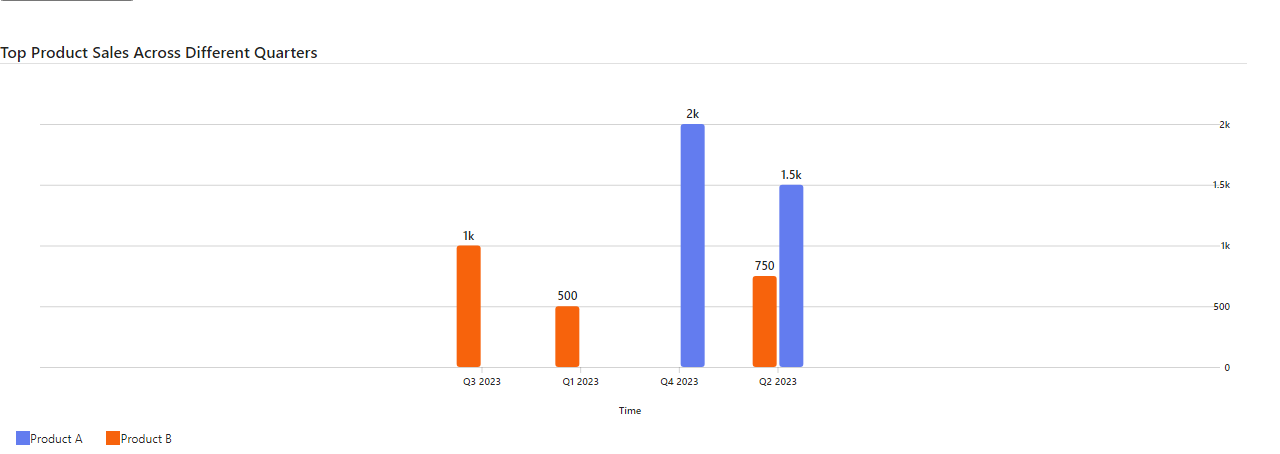 Top Product Sales Across Different Quarters
2k
2k
1.5k
1.5k
1k
1k
750
500
500
0
Q3 2023 Q1 2023 Q4 2023 Q2 2023
Time
Product A Product B